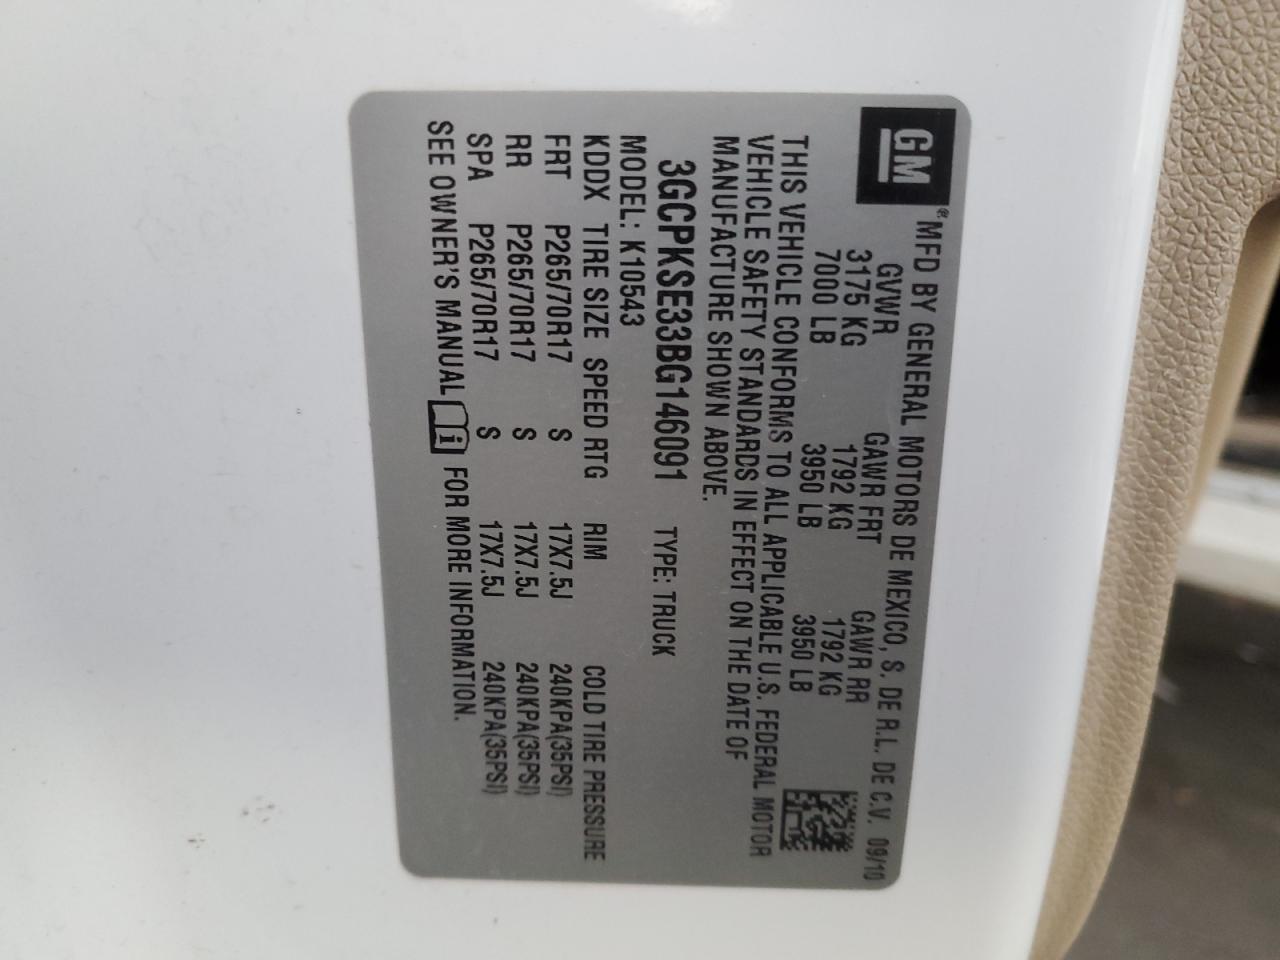 GM
® MFD BY GENERAL MOTORS DE MEXICO, S. DE R.L. DE C.V. 09/10
GVWR GAWR FRT GAWR RR
3175 KG 1792 KG 1792 KG
7000 LB 3950 LB 3950 LB
THIS VEHICLE CONFORMS TO ALL APPLICABLE U.S. FEDERAL MOTOR
VEHICLE SAFETY STANDARDS IN EFFECT ON THE DATE OF
MANUFACTURE SHOWN ABOVE.
3GCPKSE33BG146091 TYPE: TRUCK
MODEL: K10543
KDDX TIRE SIZE SPEED RTG RIM COLD TIRE PRESSURE
FRT P265/70R17 S 17X7.5J 240KPA(35PSI)
RR P265/70R17 S 17X7.5J 240KPA(35PSI)
SPA P265/70R17 S 17X7.5J 240KPA(35PSI)
SEE OWNER'S MANUAL i FOR MORE INFORMATION.